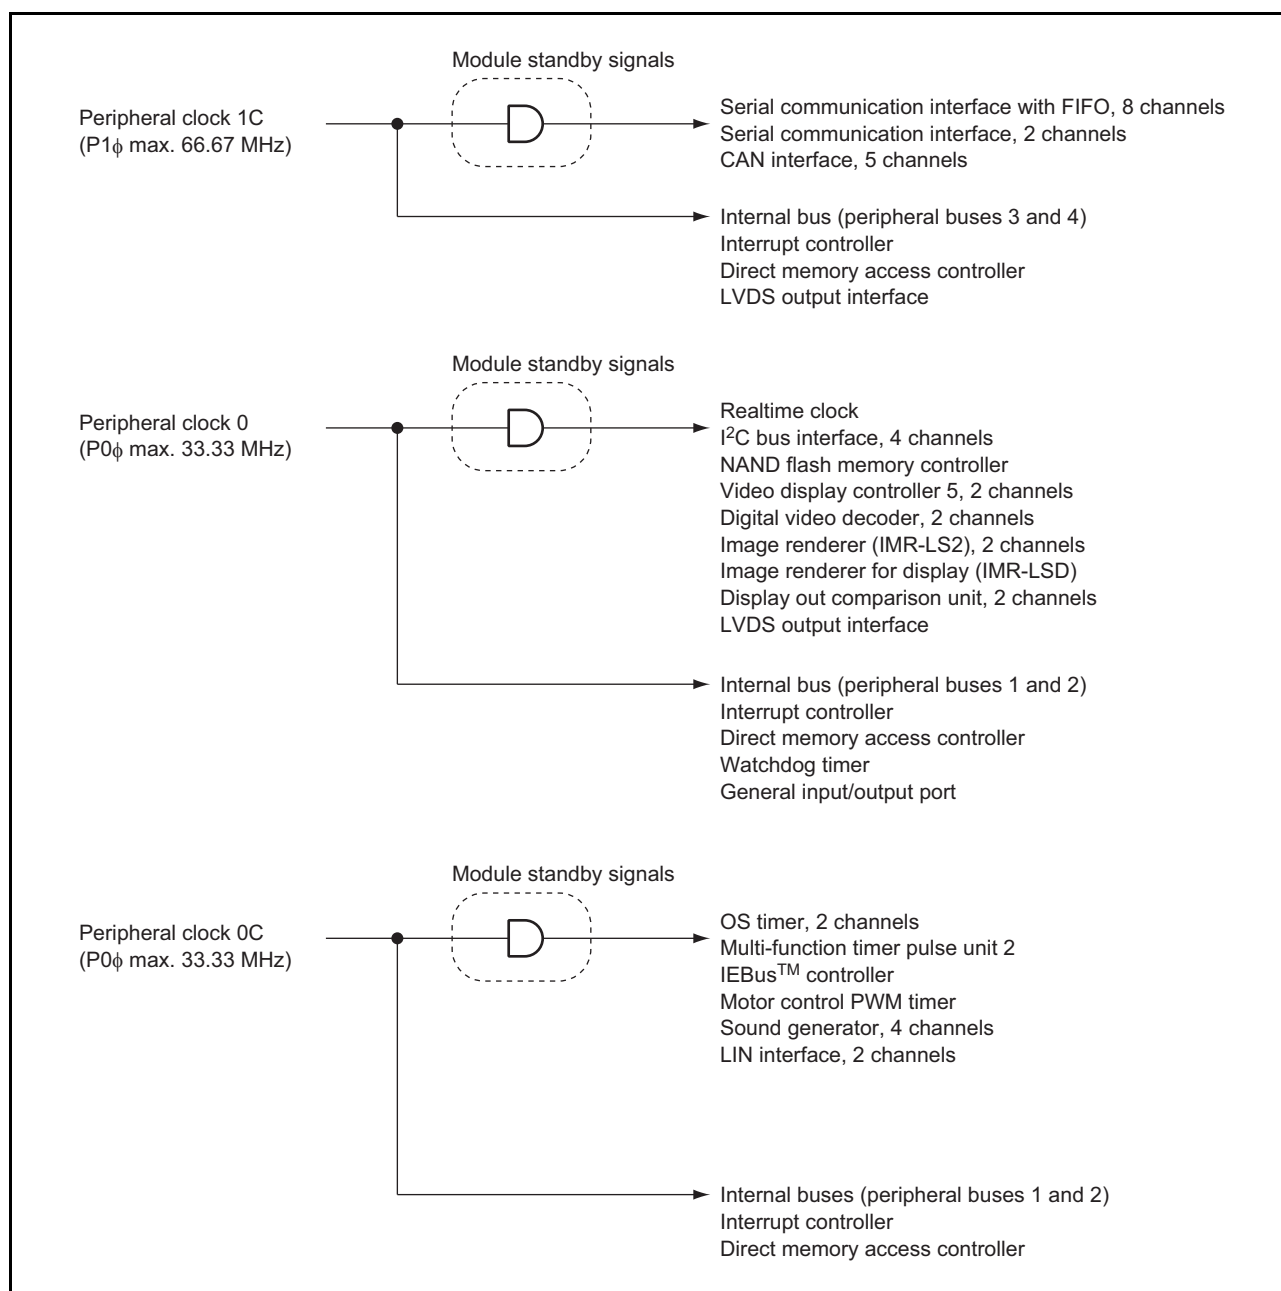 Module standby signals
Peripheral clock 1C
(P1ϕ max. 66.67 MHz)
Serial communication interface with FIFO, 8 channels
Serial communication interface, 2 channels
CAN interface, 5 channels
Internal bus (peripheral buses 3 and 4)
Interrupt controller
Direct memory access controller
LVDS output interface
Module standby signals
Peripheral clock 0
(P0ϕ max. 33.33 MHz)
Realtime clock
I²C bus interface, 4 channels
NAND flash memory controller
Video display controller 5, 2 channels
Digital video decoder, 2 channels
Image renderer (IMR-LS2), 2 channels
Image renderer for display (IMR-LSD)
Display out comparison unit, 2 channels
LVDS output interface
Internal bus (peripheral buses 1 and 2)
Interrupt controller
Direct memory access controller
Watchdog timer
General input/output port
Module standby signals
Peripheral clock 0C
(P0ϕ max. 33.33 MHz)
OS timer, 2 channels
Multi-function timer pulse unit 2
IEBus™ controller
Motor control PWM timer
Sound generator, 4 channels
LIN interface, 2 channels
Internal buses (peripheral buses 1 and 2)
Interrupt controller
Direct memory access controller